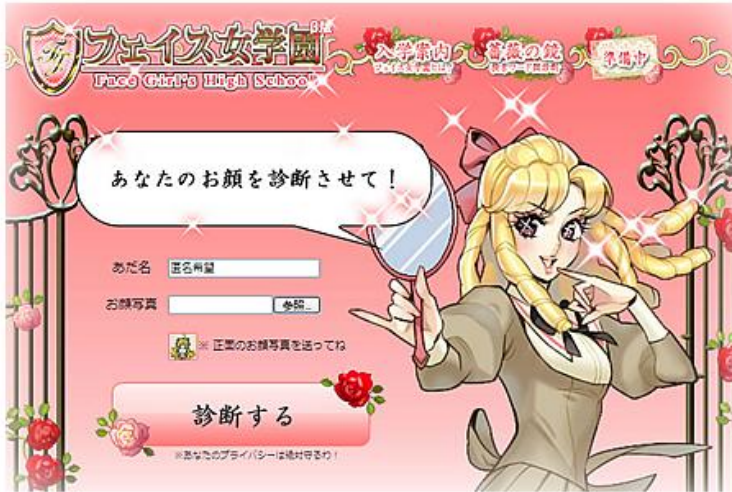 フェイス女学園
Face Girl's High School
入学案内
薔薇の鏡
準備中
あなたのお顔を診断させて!
あだ名
匿名希望
お顔写真
参照...
※ 正面のお顔写真を送ってね
診断する
※あなたのプライバシーは絶対守るわ!